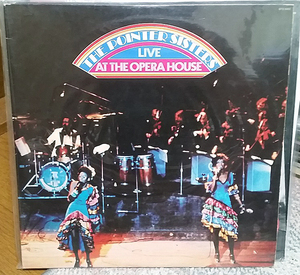 THE POINTER SISTERS
LIVE
AT THE OPERA HOUSE